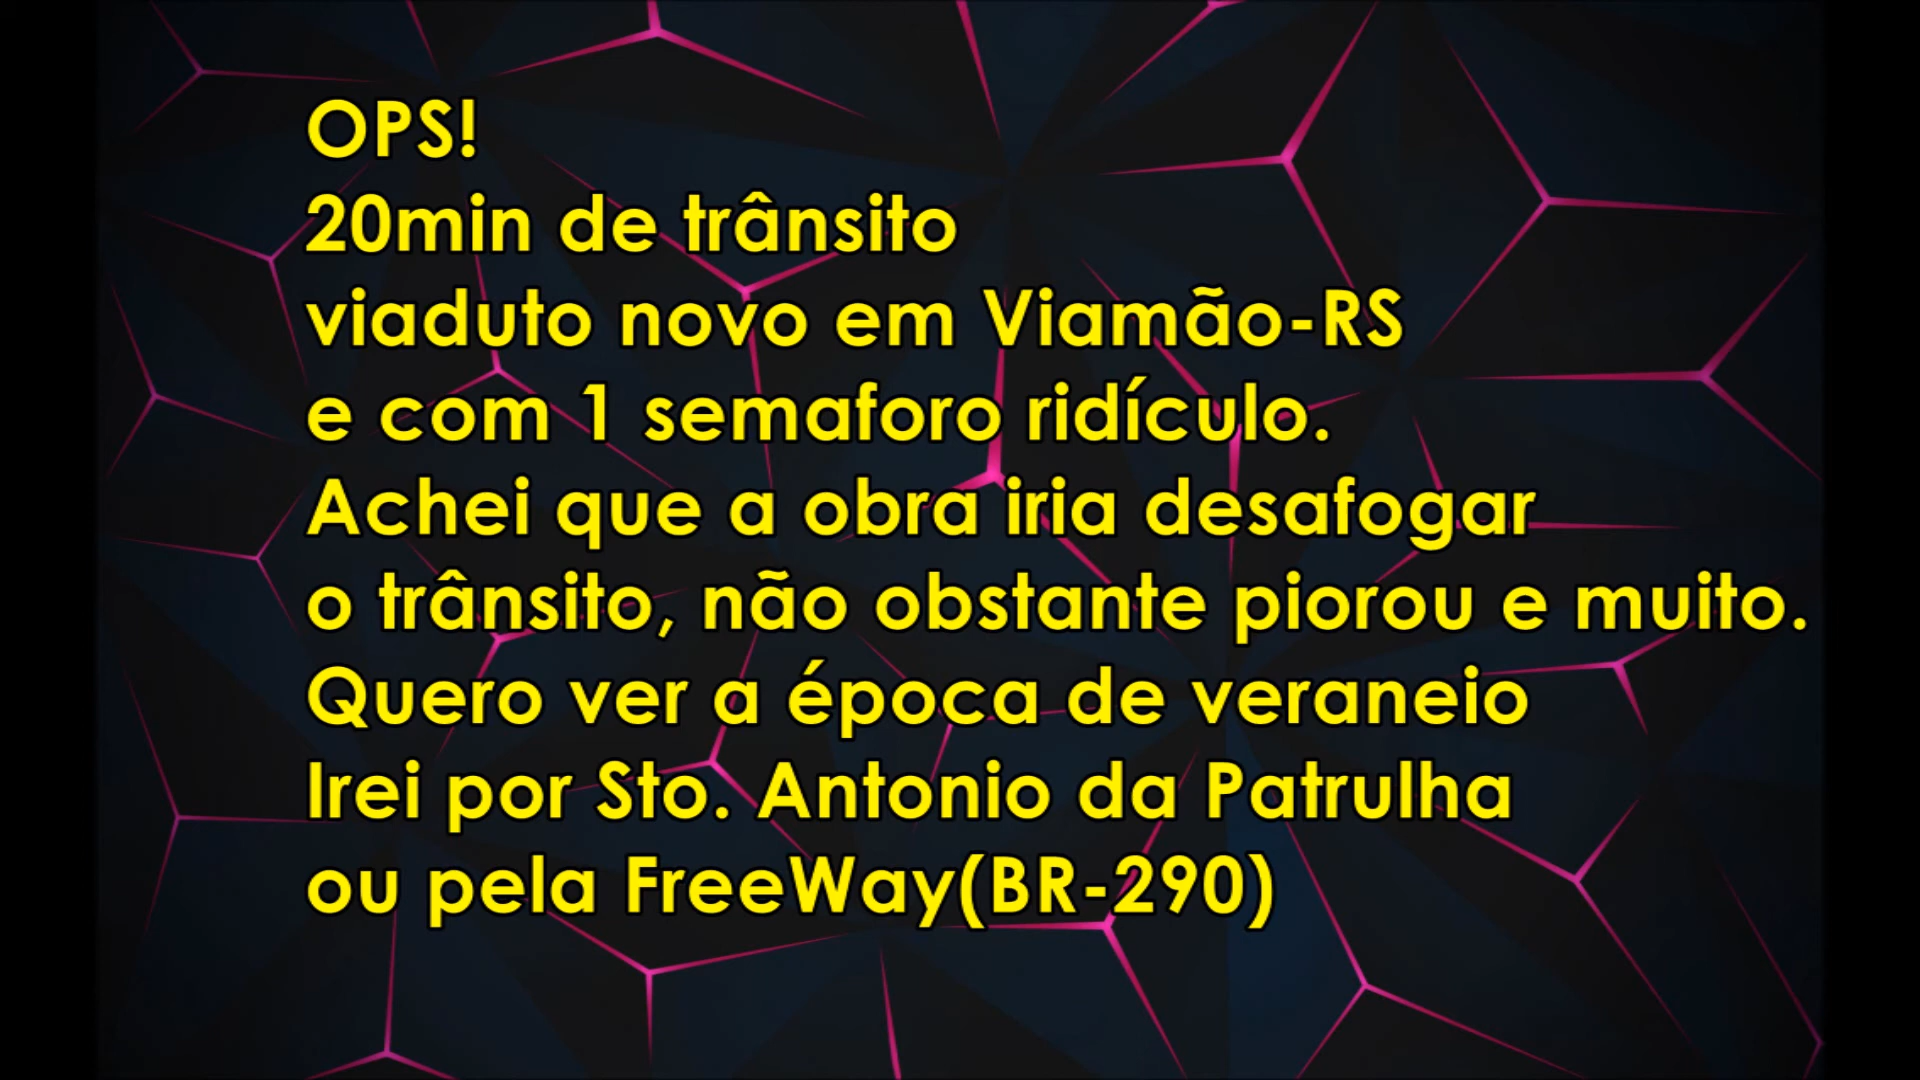 OPS!
20min de trânsito
viaduto novo em Viamão-RS
e com 1 semaforo ridículo.
Achei que a obra iria desafogar
o trânsito, não obstante piorou e muito.
Quero ver a época de veraneio
Irei por Sto. Antonio da Patrulha
ou pela FreeWay(BR-290)